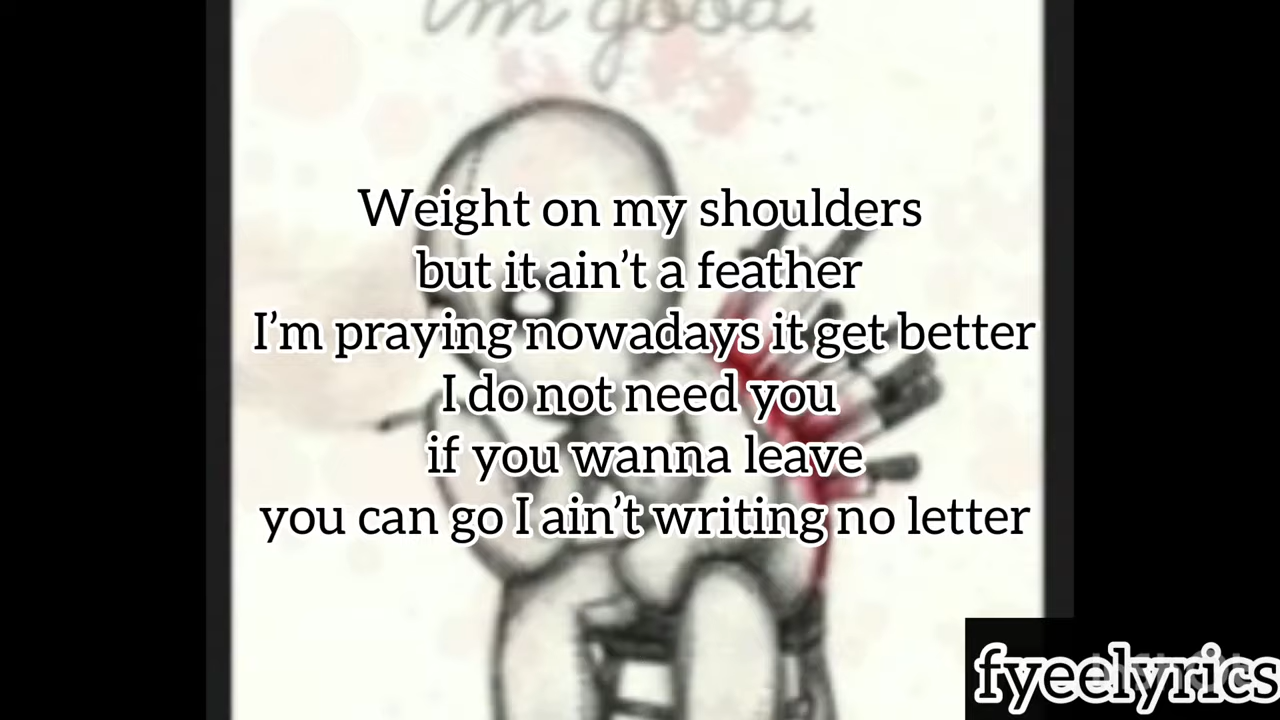 im good.
Weight on my shoulders
but it ain’t a feather
I’m praying nowadays it get better
I do not need you
if you wanna leave
you can go I ain’t writing no letter
fyeelyrics